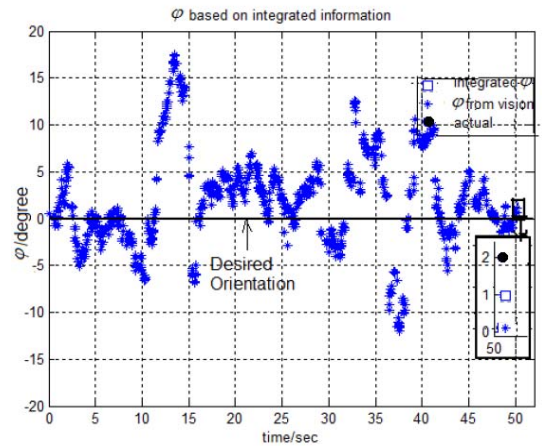 φ based on integrated information
20
15
10
5
0
-5
-10
-15
-20
φ/degree
integrated φ
φ from vision
actual
Desired
Orientation
2
1
0
50
0 5 10 15 20 25 30 35 40 45 50
time/sec